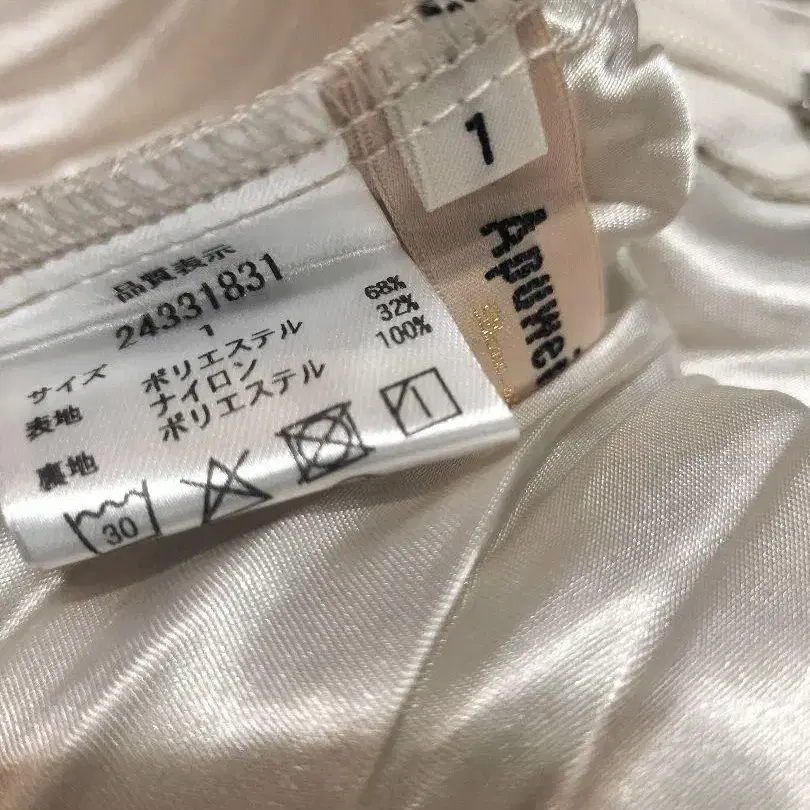 1
Apuwei
品質表示
24331831
サイズ 1
表地 ポリエステル 68%
ナイロン 32%
裏地 ポリエステル 100%
30